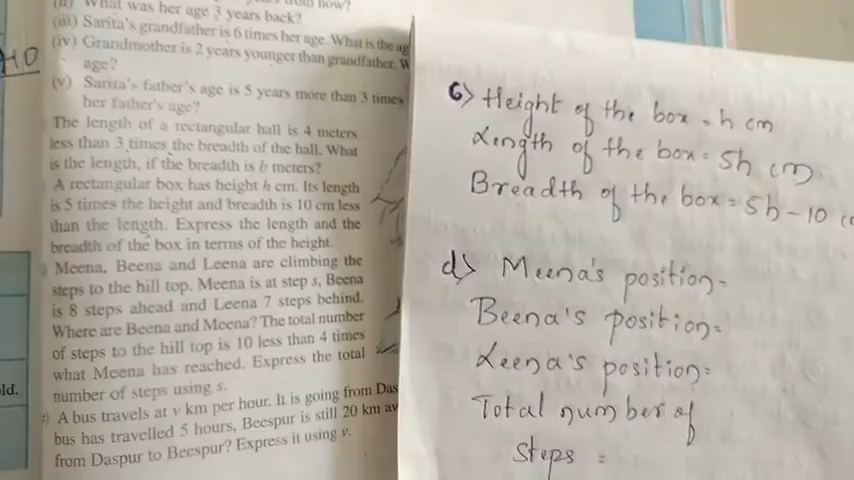 What was her age 3 years back?
(iii) Sarita's grandfather is 6 times her age. What is the ag
(iv) Grandmother is 2 years younger than grandfather. W
age?
(v) Sarita's father's age is 5 years more than 3 times
her father's age?
The length of a rectangular hall is 4 meters
less than 3 times the breadth of the hall. What
is the length, if the breadth is b meters?
A rectangular box has height h cm. Its length
is 5 times the height and breadth is 10 cm less
than the length. Express the length and the
breadth of the box in terms of the height.
Meena, Beena and Leena are climbing the
steps to the hill top. Meena is at step s, Beena
is 8 steps ahead and Leena 7 steps behind.
Where are Beena and Meena? The total number
of steps to the hill top is 10 less than 4 times
what Meena has reached. Express the total
number of steps using s.
A bus travels at v km per hour. It is going from Das
bus has travelled 5 hours, Beespur is still 20 km aw
from Daspur to Beespur? Express it using v.
ld.
Height of the box = h cm
Length of the box = 5h cm
Breadth of the box = 5h - 10 c
d) Meena's position =
Beena's position =
Leena's position =
Total number of
steps =